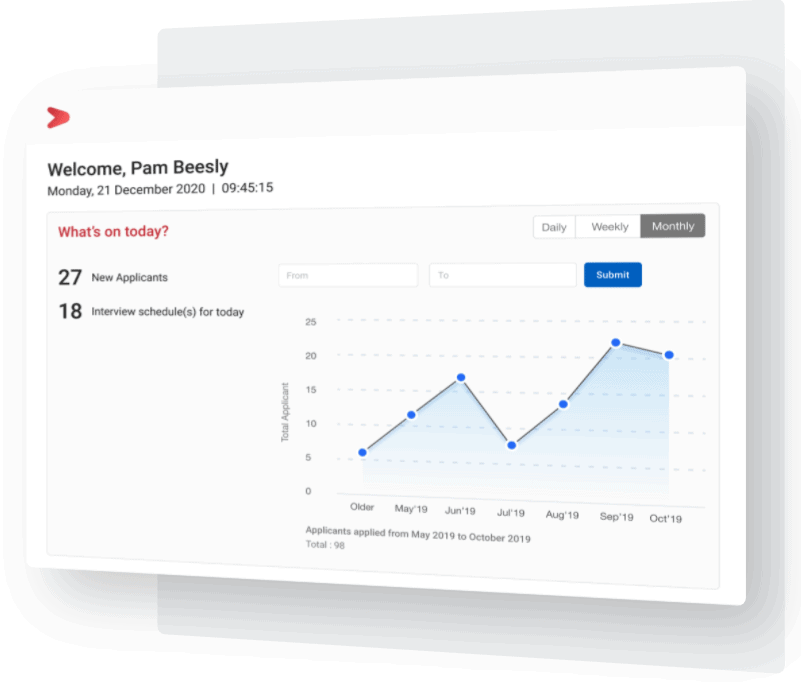 Welcome, Pam Beesly
Monday, 21 December 2020 | 09:45:15
What's on today?
Daily Weekly Monthly
27 New Applicants
From To Submit
18 Interview schedule(s) for today
25
20
15
10
5
0
Total Applicant
Older May'19 Jun'19 Jul'19 Aug'19 Sep'19 Oct'19
Applicants applied from May 2019 to October 2019
Total : 98